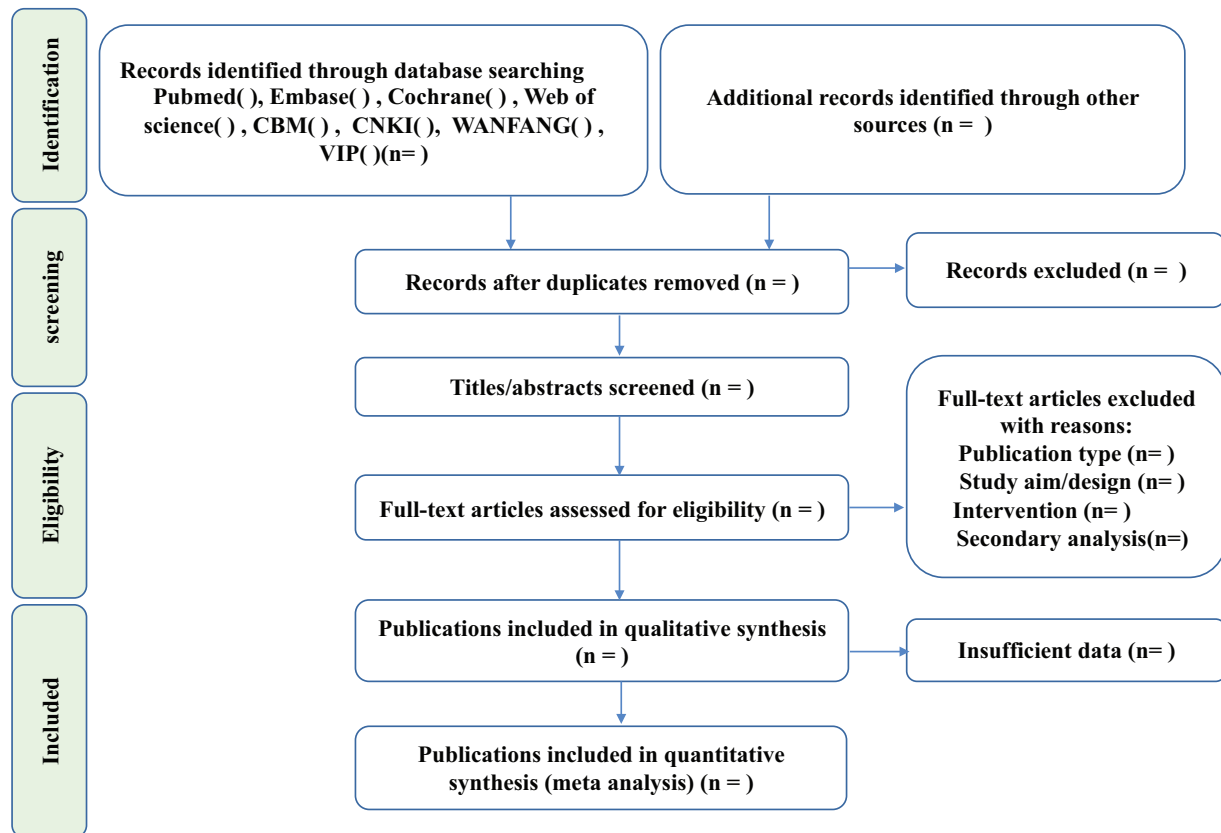 Identification
Records identified through database searching
Pubmed( ), Embase( ) , Cochrane( ) , Web of
science( ) , CBM( ) , CNKI( ), WANFANG( ) ,
VIP( )(n= )
Additional records identified through other
sources (n = )
screening
Records after duplicates removed (n = )
Records excluded (n = )
Titles/abstracts screened (n = )
Eligibility
Full-text articles assessed for eligibility (n = )
Full-text articles excluded
with reasons:
Publication type (n= )
Study aim/design (n= )
Intervention (n= )
Secondary analysis(n=)
Included
Publications included in qualitative synthesis
(n = )
Insufficient data (n= )
Publications included in quantitative
synthesis (meta analysis) (n = )